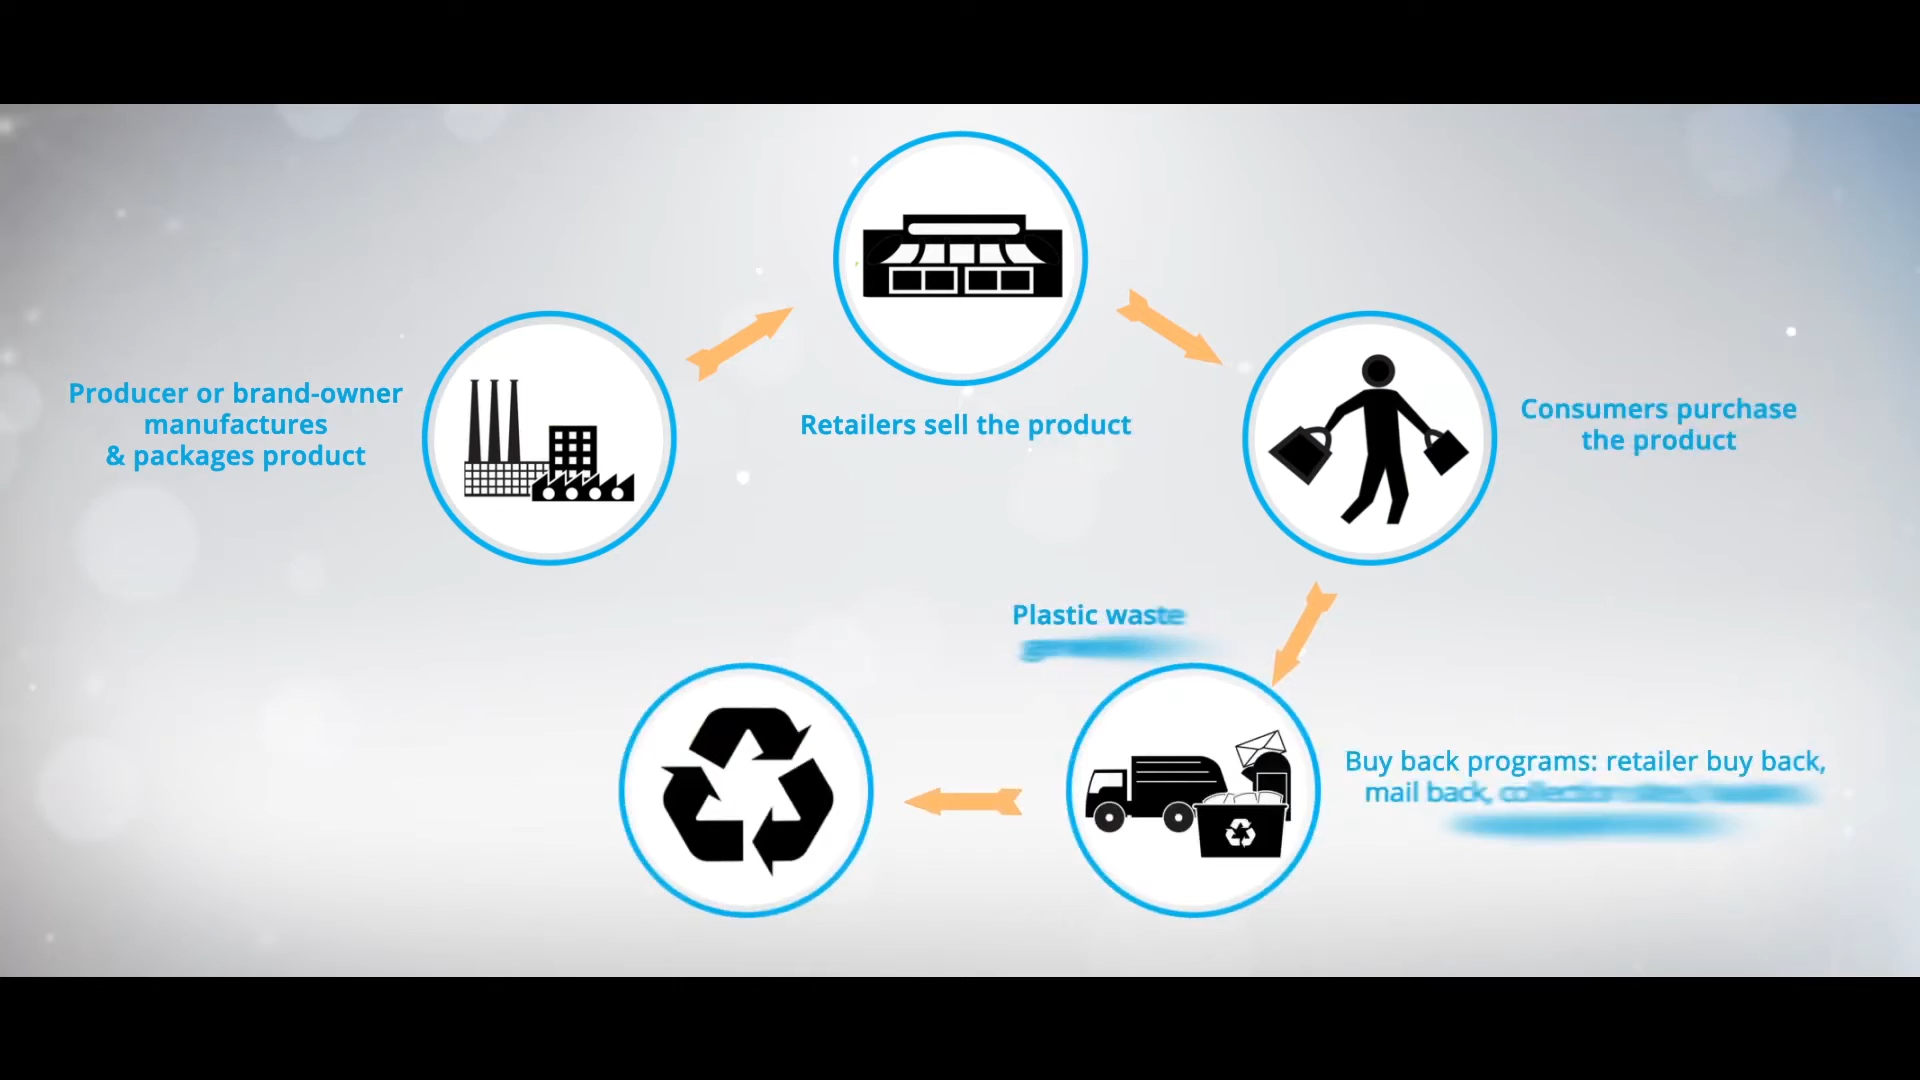 Producer or brand-owner
manufactures
& packages product
Retailers sell the product
Consumers purchase
the product
Plastic waste
Buy back programs: retailer buy back,
mail back,